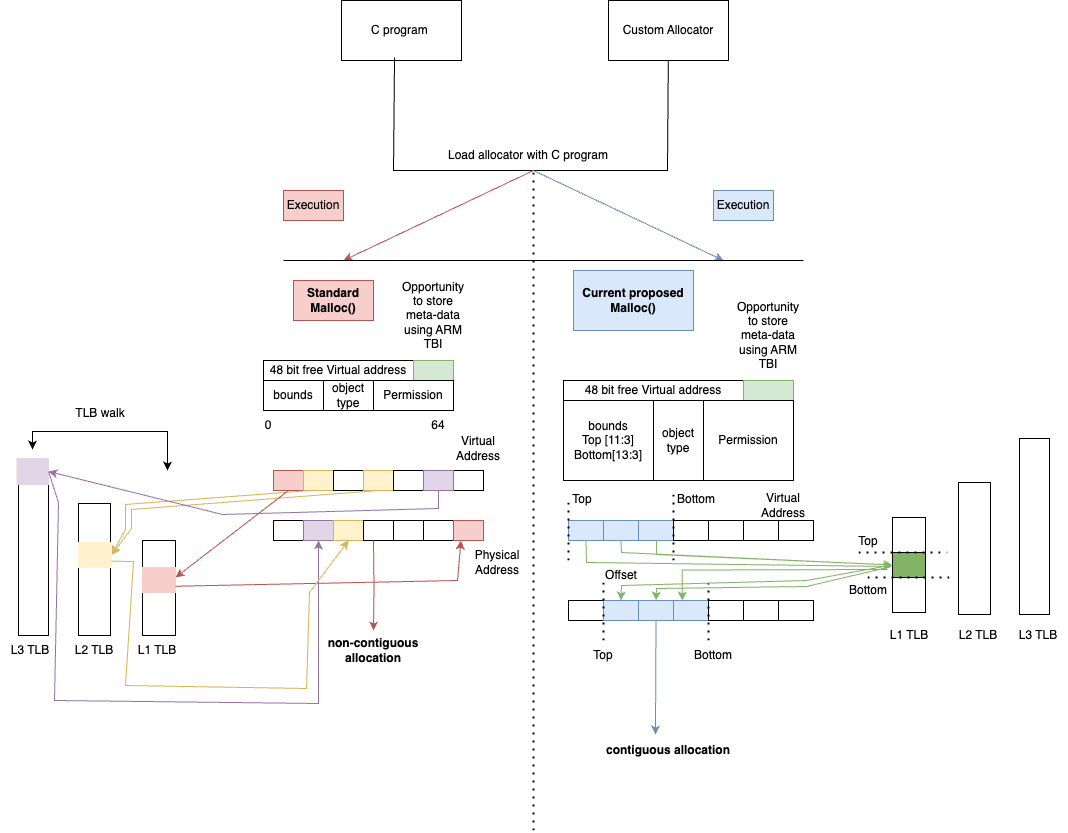 C program
Custom Allocator
Load allocator with C program
Execution
Execution
Standard
Malloc()
Opportunity
to store
meta-data
using ARM
TBI
Current proposed
Malloc()
Opportunity
to store
meta-data
using ARM
TBI
48 bit free Virtual address
bounds
object
type
Permission
0
64
48 bit free Virtual address
bounds
Top [11:3]
Bottom[13:3]
object
type
Permission
TLB walk
Virtual
Address
Physical
Address
L3 TLB
L2 TLB
L1 TLB
non-contiguous
allocation
Top
Bottom
Virtual
Address
Offset
Top
Bottom
Top
Bottom
L1 TLB
L2 TLB
L3 TLB
contiguous allocation